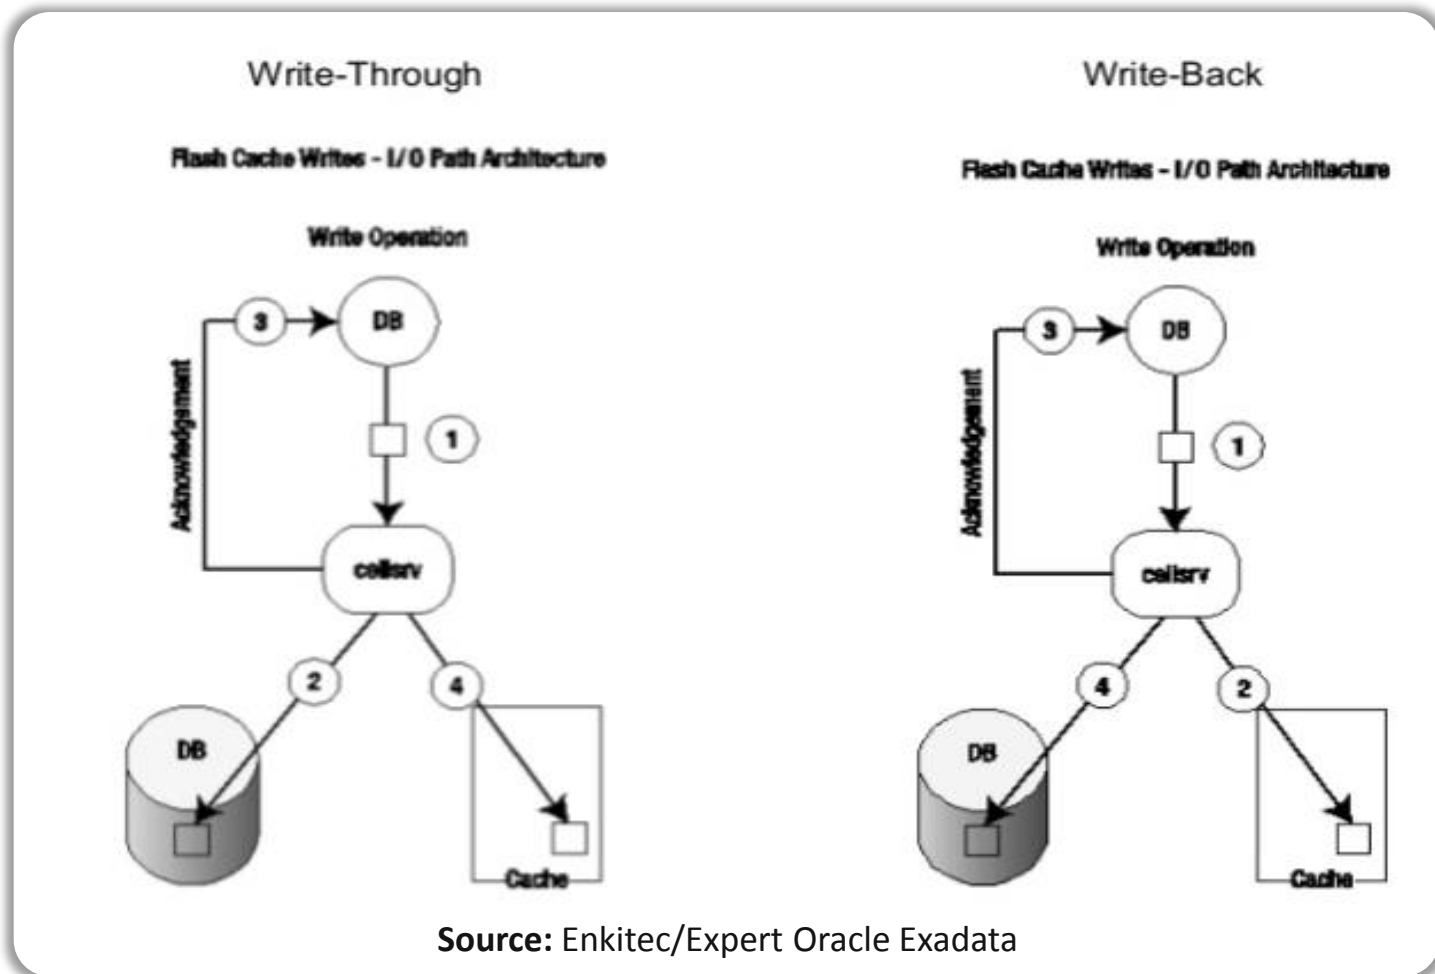 Write-Through
Flash Cache Writes - I/O Path Architecture
Write Operation
3
DB
Acknowledgement
1
cellsrv
2
4
DB
Cache
Write-Back
Flash Cache Writes - I/O Path Architecture
Write Operation
3
DB
Acknowledgement
1
cellsrv
4
2
DB
Cache
Source: Enkitec/Expert Oracle Exadata